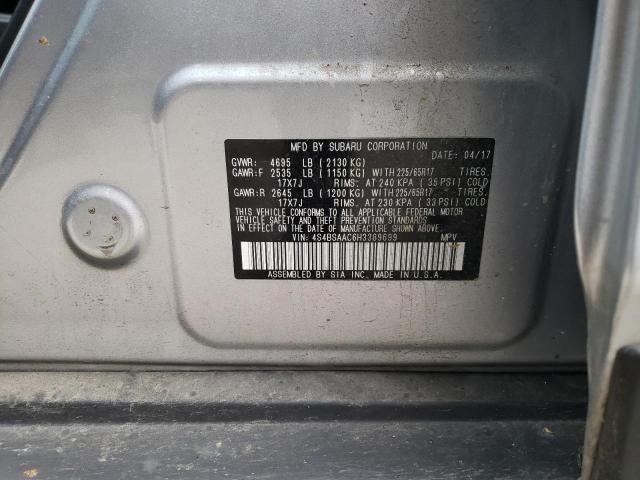 MFD BY SUBARU CORPORATION
GVWR: 4695 LB ( 2130 KG) DATE: 04/17
GAWR:F 2535 LB ( 1150 KG) WITH 225/65R17 TIRES.
17X7J RIMS. AT 240 KPA ( 35 PSI) COLD
GAWR:R 2645 LB ( 1200 KG) WITH 225/65R17 TIRES.
17X7J RIMS. AT 230 KPA ( 33 PSI) COLD
THIS VEHICLE CONFORMS TO ALL APPLICABLE FEDERAL MOTOR
VEHICLE SAFETY AND THEFT PREVENTION STANDARDS
IN EFFECT ON THE DATE OF MANUFACTURE SHOWN ABOVE.
VIN: 4S4BSAAC6H3389699 MPV
ASSEMBLED BY SIA INC. MADE IN U.S.A.